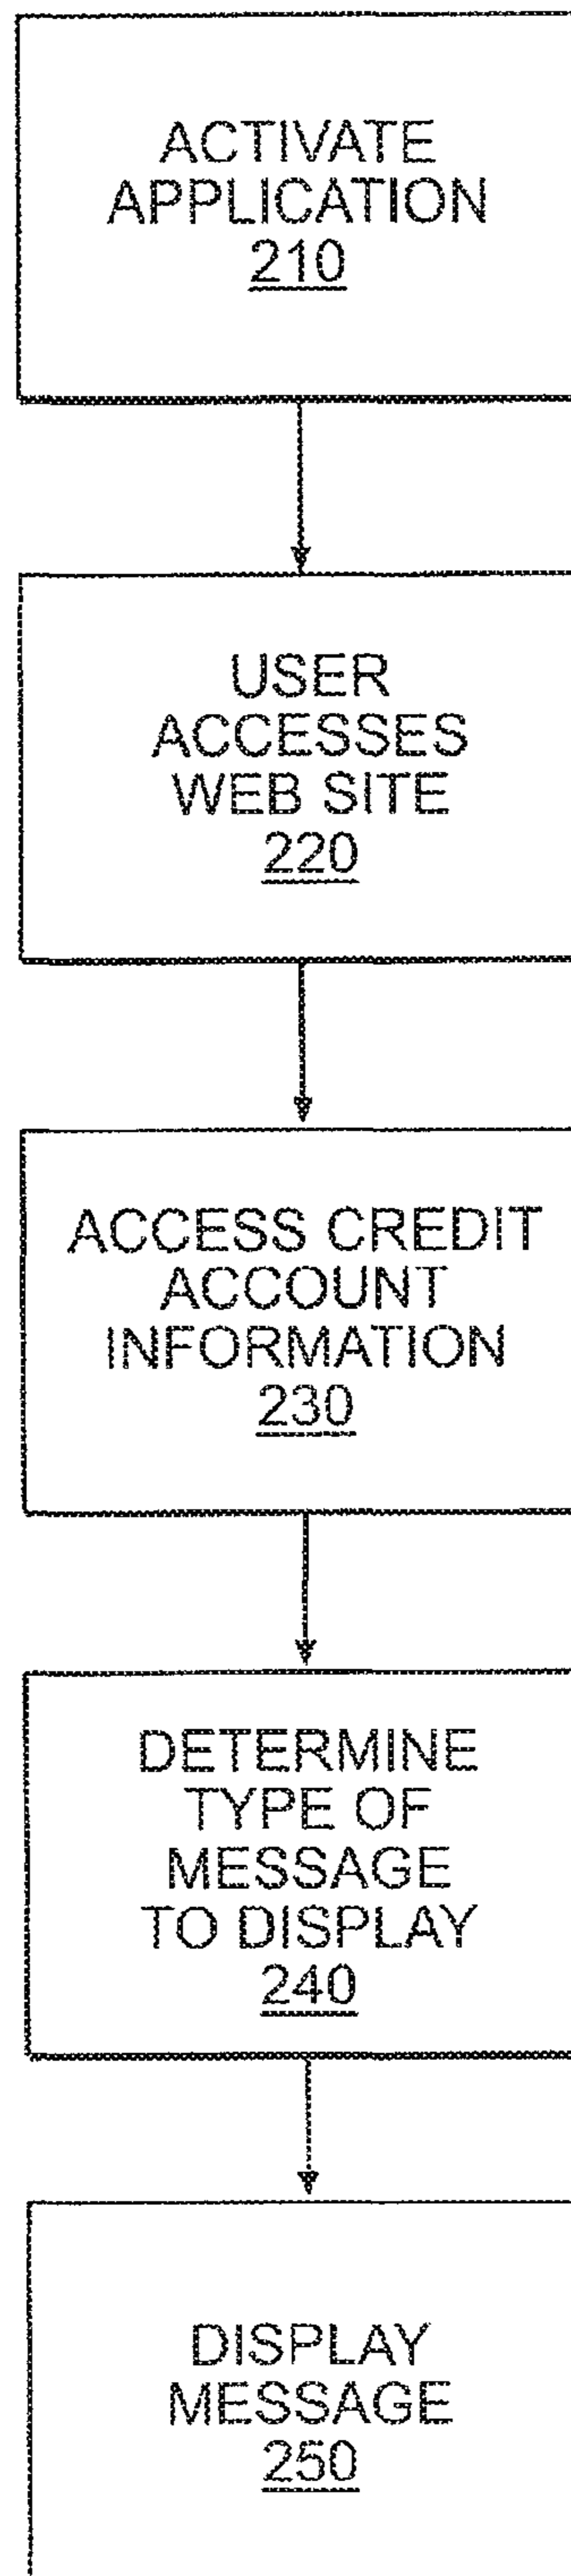 ACTIVATE
APPLICATION
210
USER
ACCESSES
WEB SITE
220
ACCESS CREDIT
ACCOUNT
INFORMATION
230
DETERMINE
TYPE OF
MESSAGE
TO DISPLAY
240
DISPLAY
MESSAGE
250